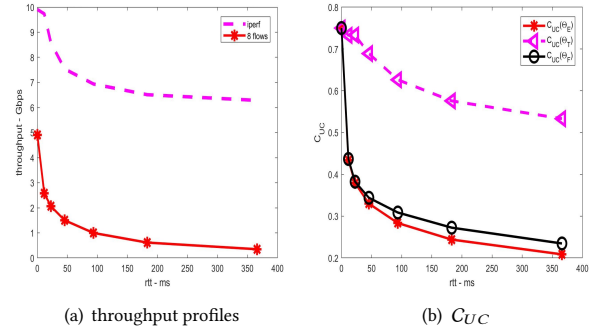 10
9
8
7
6
5
4
3
2
1
0
throughput - Gbps
iperf
8 flows
0 50 100 150 200 250 300 350 400
rtt - ms
(a) throughput profiles
0.8
0.7
0.6
0.5
0.4
0.3
0.2
C_UC
C_UC(Θ_E)
C_UC(Θ_T)
C_UC(Θ_F)
0 50 100 150 200 250 300 350 400
rtt - ms
(b) C_UC